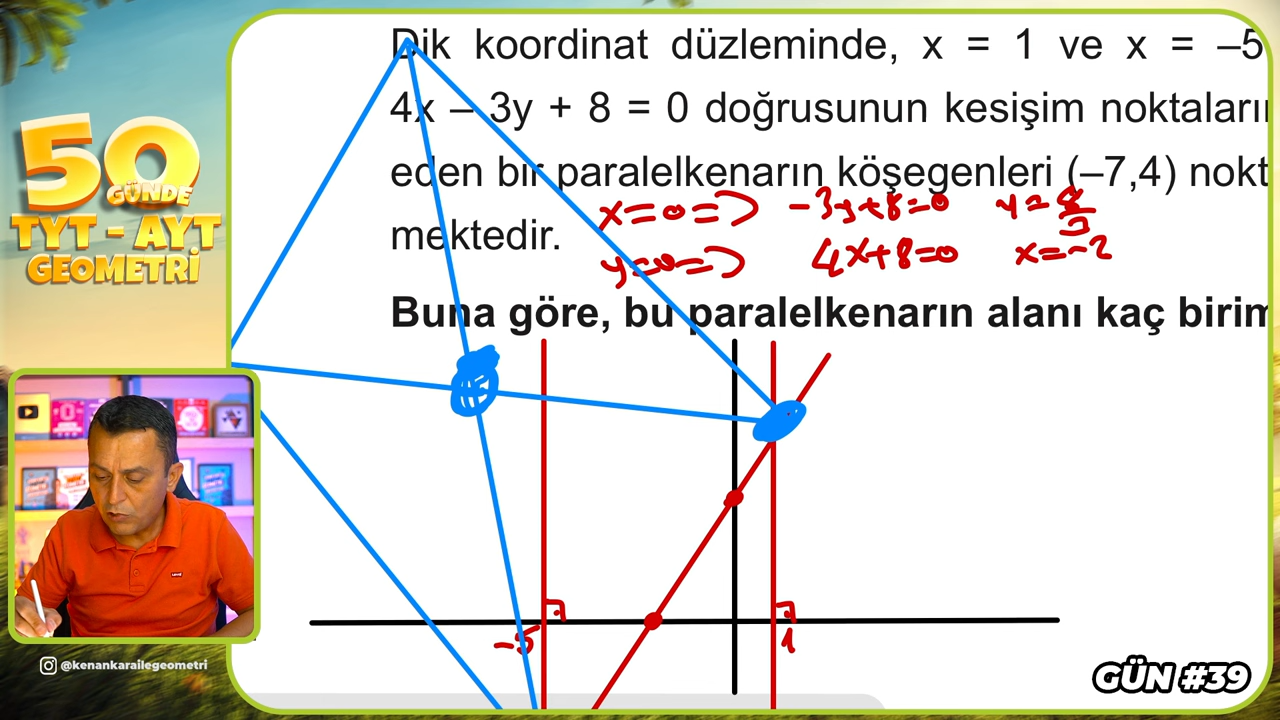 50
GÜNDE
TYT - AYT
GEOMETRİ
Dik koordinat düzleminde, x = 1 ve x = –5
4x – 3y + 8 = 0 doğrusunun kesişim noktaların
eden bir paralelkenarın köşegenleri (–7,4) nokt
mektedir.
x=0=> -3y+8=0 y=8/3
y=0=> 4x+8=0 x=-2
Buna göre, bu paralelkenarın alanı kaç birim
-5
1
@kenankarailegeometri
GÜN #39